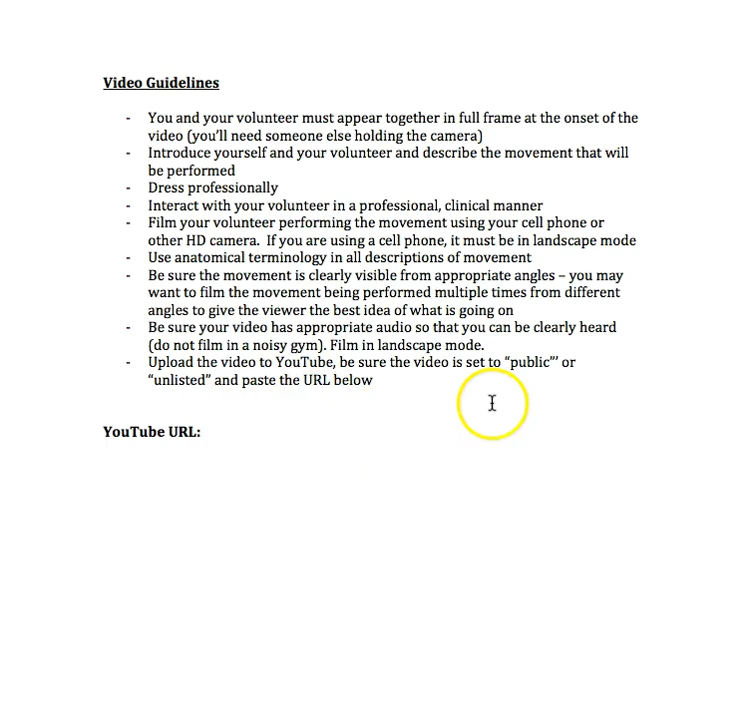 Video Guidelines
- You and your volunteer must appear together in full frame at the onset of the
video (you'll need someone else holding the camera)
- Introduce yourself and your volunteer and describe the movement that will
be performed
- Dress professionally
- Interact with your volunteer in a professional, clinical manner
- Film your volunteer performing the movement using your cell phone or
other HD camera.  If you are using a cell phone, it must be in landscape mode
- Use anatomical terminology in all descriptions of movement
- Be sure the movement is clearly visible from appropriate angles – you may
want to film the movement being performed multiple times from different
angles to give the viewer the best idea of what is going on
- Be sure your video has appropriate audio so that you can be clearly heard
(do not film in a noisy gym). Film in landscape mode.
- Upload the video to YouTube, be sure the video is set to “public”’ or
“unlisted” and paste the URL below
YouTube URL: